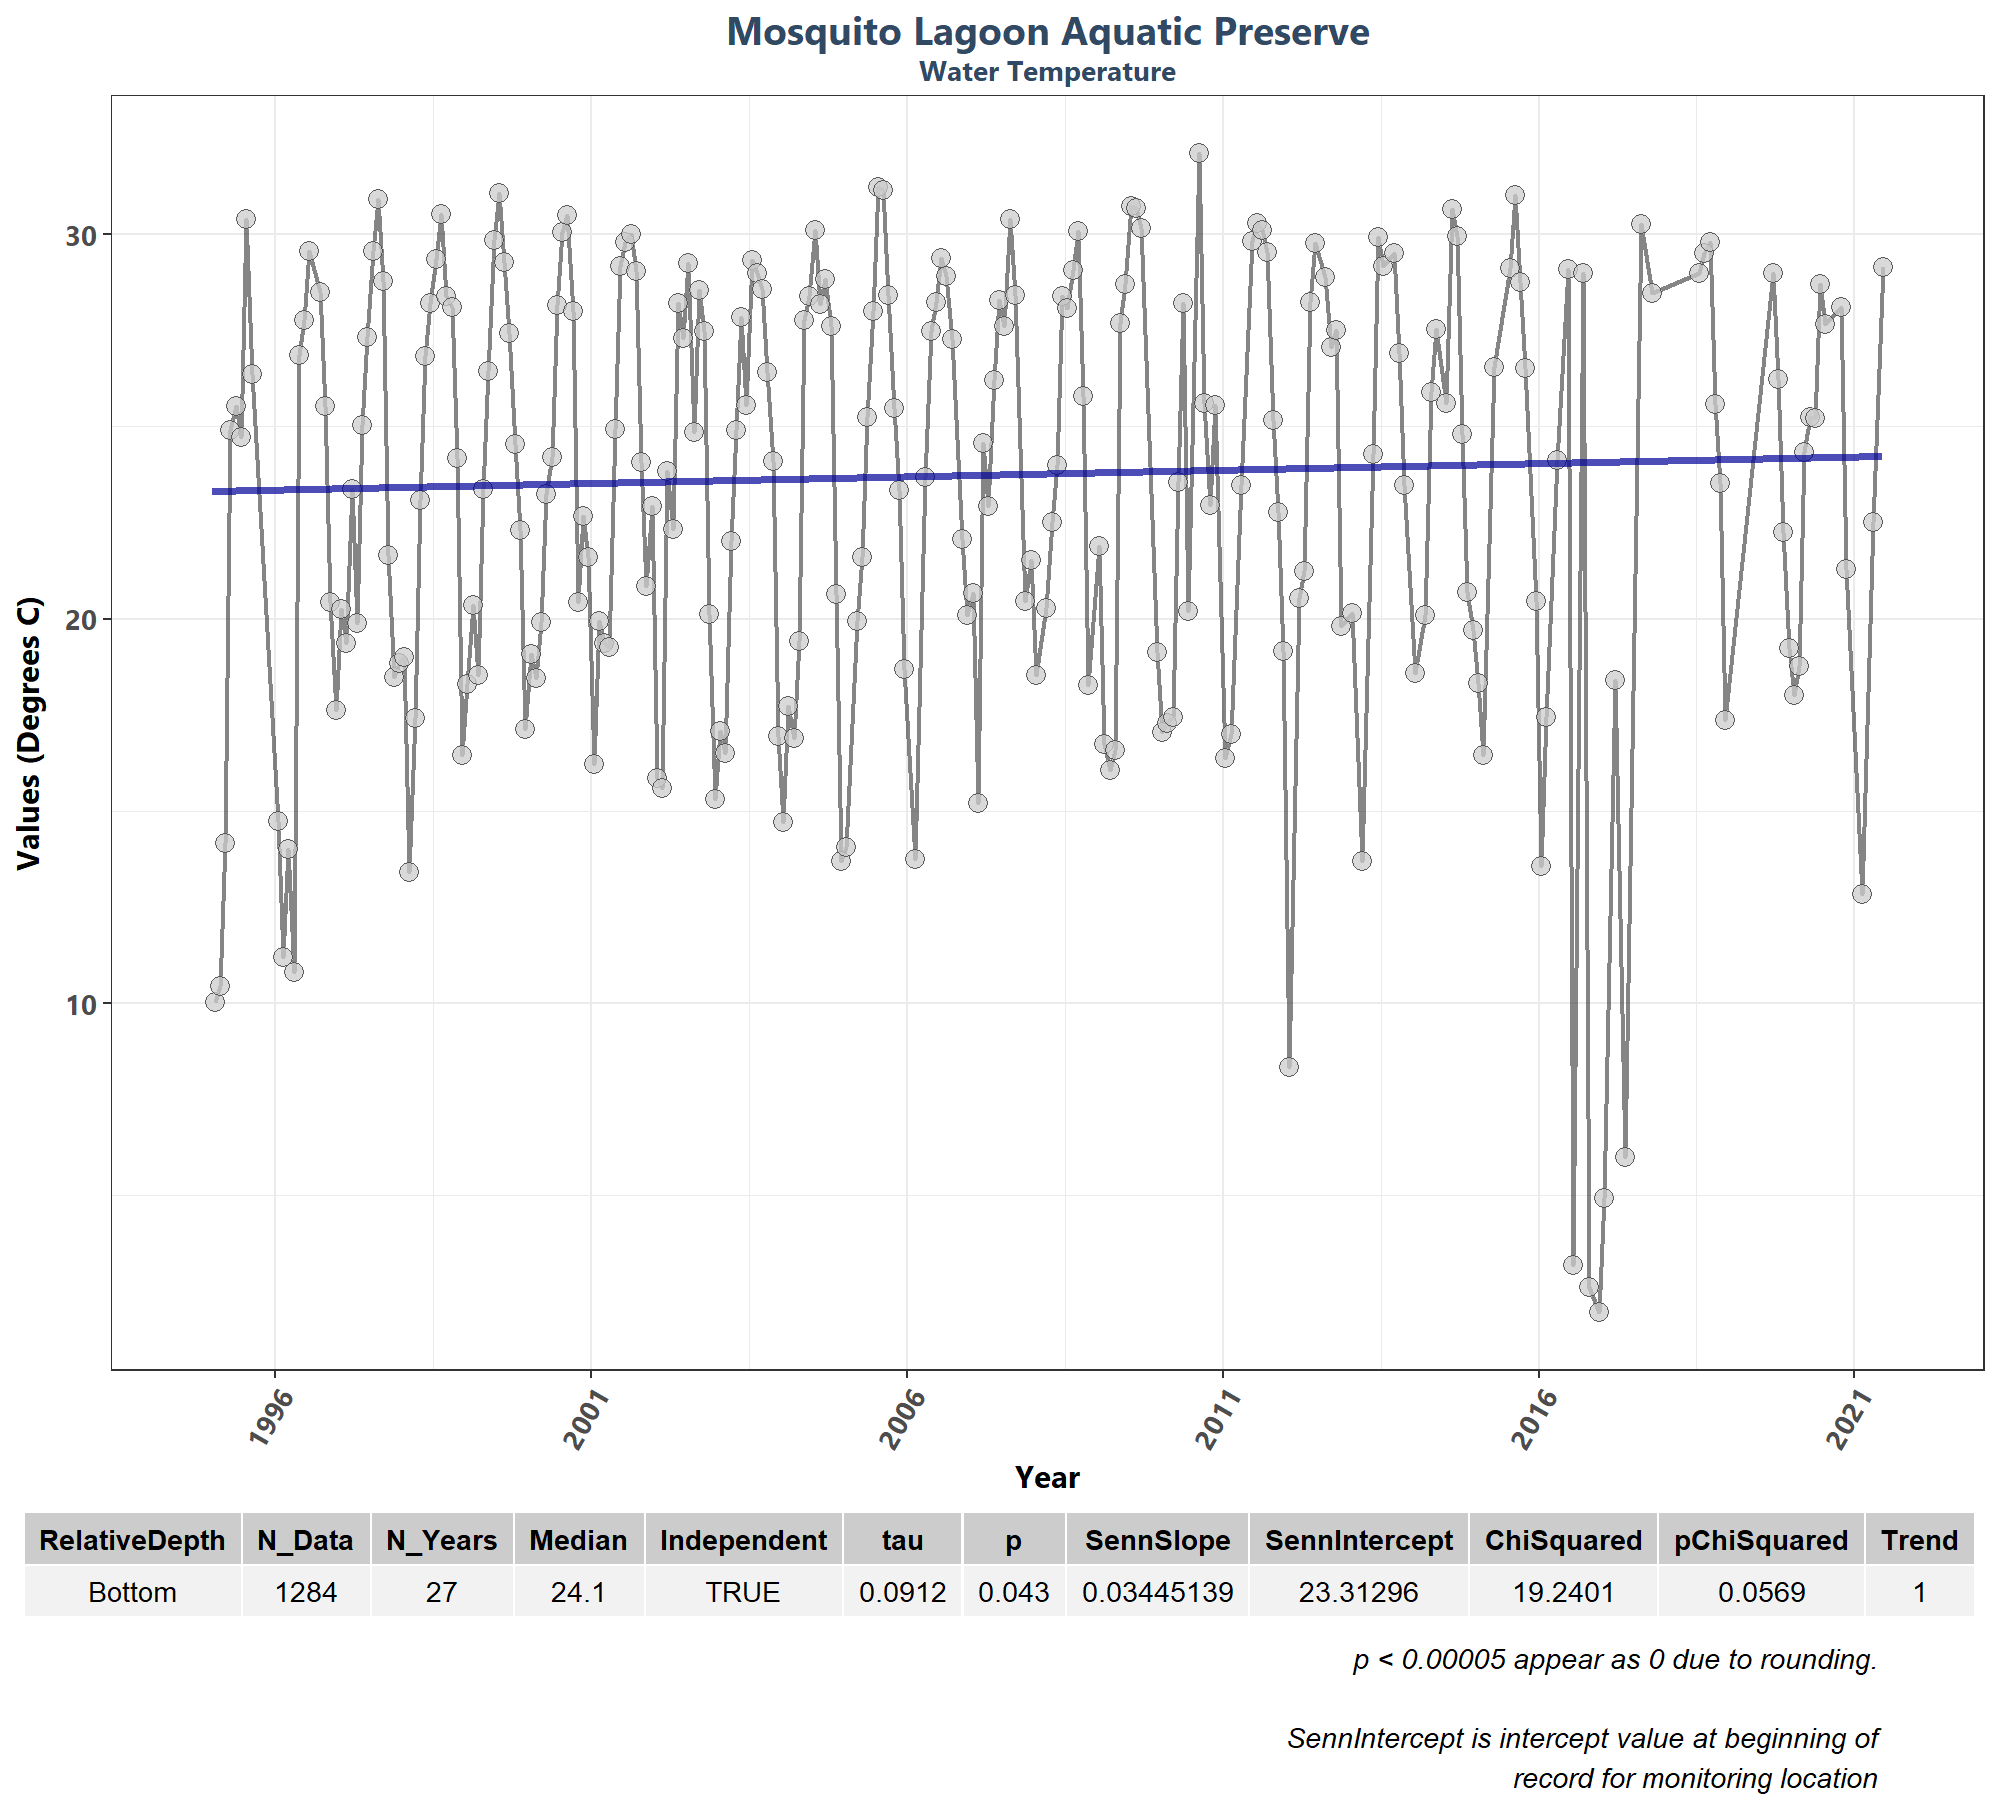 Mosquito Lagoon Aquatic Preserve
Water Temperature
Values (Degrees C)
30
20
10
1996
2001
2006
2011
2016
2021
Year
RelativeDepth N_Data N_Years Median Independent tau p SennSlope SennIntercept ChiSquared pChiSquared Trend
Bottom 1284 27 24.1 TRUE 0.0912 0.043 0.03445139 23.31296 19.2401 0.0569 1
p < 0.00005 appear as 0 due to rounding.
SennIntercept is intercept value at beginning of
record for monitoring location